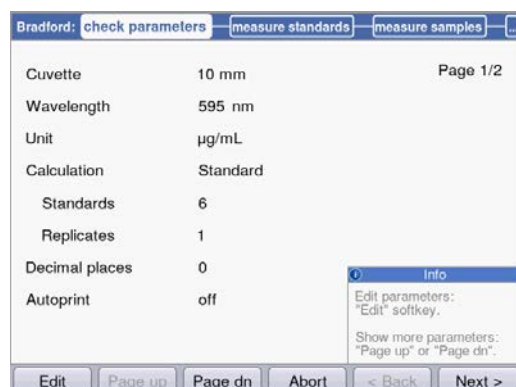 Bradford: check parameters measure standards measure samples ...
Cuvette 10 mm Page 1/2
Wavelength 595 nm
Unit µg/mL
Calculation Standard
Standards 6
Replicates 1
Decimal places 0
Autoprint off
Info
Edit parameters:
"Edit" softkey.
Show more parameters:
"Page up" or "Page dn".
Edit Page up Page dn Abort < Back Next >